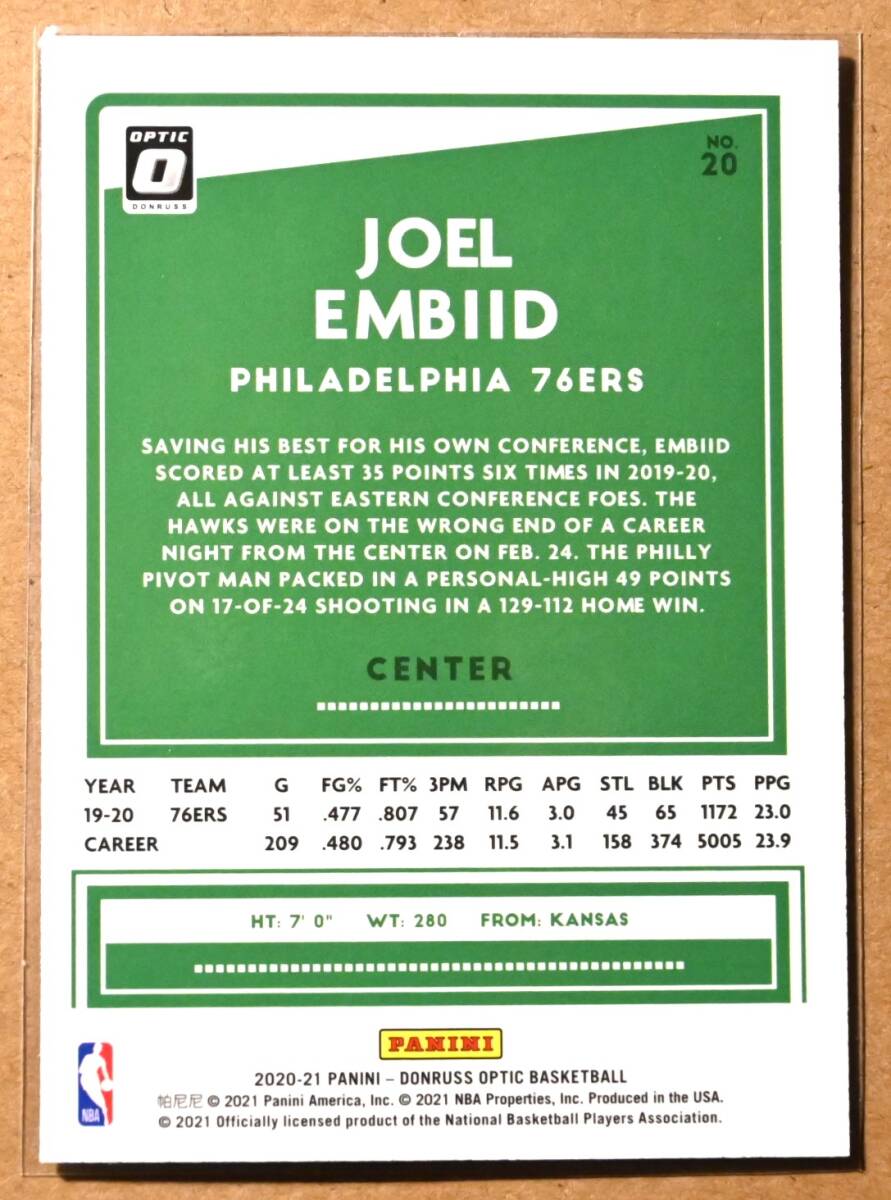 OPTIC
O
DONRUSS
NO.
20
JOEL
EMBIID
PHILADELPHIA 76ERS
SAVING HIS BEST FOR HIS OWN CONFERENCE, EMBIID
SCORED AT LEAST 35 POINTS SIX TIMES IN 2019-20,
ALL AGAINST EASTERN CONFERENCE FOES. THE
HAWKS WERE ON THE WRONG END OF A CAREER
NIGHT FROM THE CENTER ON FEB. 24. THE PHILLY
PIVOT MAN PACKED IN A PERSONAL-HIGH 49 POINTS
ON 17-OF-24 SHOOTING IN A 129-112 HOME WIN.
CENTER
YEAR TEAM G FG% FT% 3PM RPG APG STL BLK PTS PPG
19-20 76ERS 51 .477 .807 57 11.6 3.0 45 65 1172 23.0
CAREER 209 .480 .793 238 11.5 3.1 158 374 5005 23.9
HT: 7' 0" WT: 280 FROM: KANSAS
PANINI
NBA
2020-21 PANINI – DONRUSS OPTIC BASKETBALL
帕尼尼 © 2021 Panini America, Inc. © 2021 NBA Properties, Inc. Produced in the USA.
© 2021 Officially licensed product of the National Basketball Players Association.